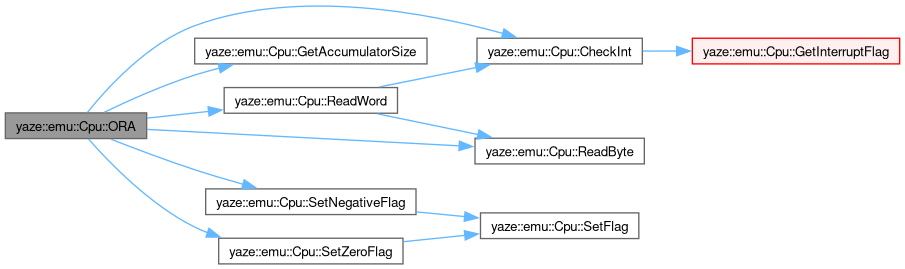 yaze::emu::Cpu::ORA
yaze::emu::Cpu::GetAccumulatorSize
yaze::emu::Cpu::CheckInt
yaze::emu::Cpu::GetInterruptFlag
yaze::emu::Cpu::ReadWord
yaze::emu::Cpu::ReadByte
yaze::emu::Cpu::SetNegativeFlag
yaze::emu::Cpu::SetFlag
yaze::emu::Cpu::SetZeroFlag